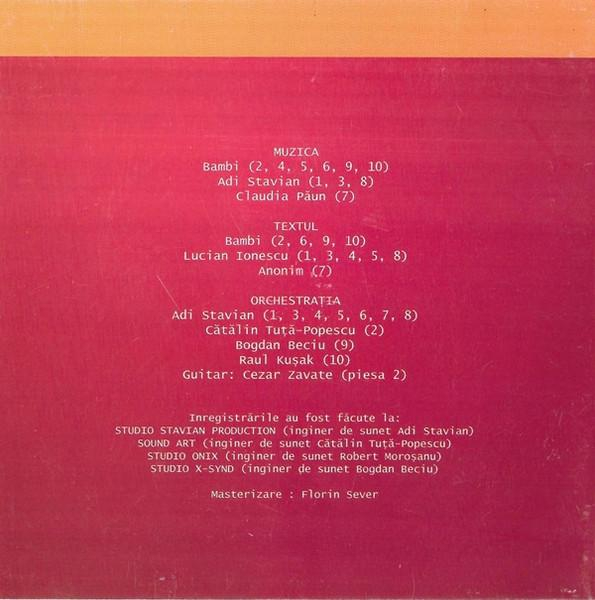 MUZICA
Bambi (2, 4, 5, 6, 9, 10)
Adi Stavian (1, 3, 8)
Claudia Păun (7)
TEXTUL
Bambi (2, 6, 9, 10)
Lucian Ionescu (1, 3, 4, 5, 8)
Anonim (7)
ORCHESTRAȚIA
Adi Stavian (1, 3, 4, 5, 6, 7, 8)
Cătălin Tuță-Popescu (2)
Bogdan Beciu (9)
Raul Kușak (10)
Guitar: Cezar Zavate (piesa 2)
Inregistrările au fost făcute la:
STUDIO STAVIAN PRODUCTION (inginer de sunet Adi Stavian)
SOUND ART (inginer de sunet Cătălin Tuță-Popescu)
STUDIO ONIX (inginer de sunet Robert Moroșanu)
STUDIO X-SYND (inginer de sunet Bogdan Beciu)
Masterizare : Florin Sever